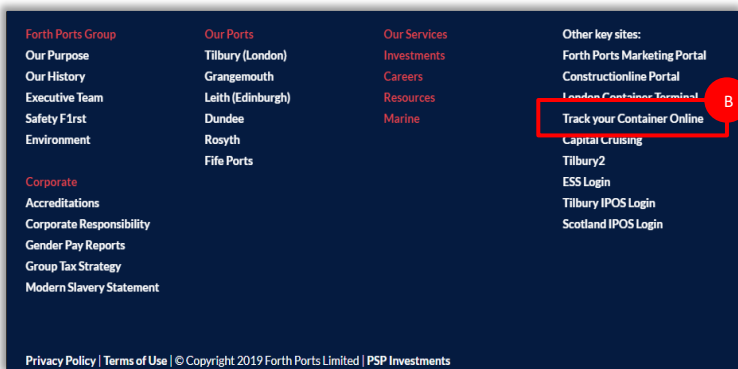 Forth Ports Group
Our Purpose
Our History
Executive Team
Safety F1rst
Environment
Corporate
Accreditations
Corporate Responsibility
Gender Pay Reports
Group Tax Strategy
Modern Slavery Statement
Our Ports
Tilbury (London)
Grangemouth
Leith (Edinburgh)
Dundee
Rosyth
Fife Ports
Our Services
Investments
Careers
Resources
Marine
Other key sites:
Forth Ports Marketing Portal
Constructionline Portal
London Container Terminal
Track your Container Online
Capital Cruising
Tilbury2
ESS Login
Tilbury IPOS Login
Scotland IPOS Login
B
Privacy Policy | Terms of Use | © Copyright 2019 Forth Ports Limited | PSP Investments